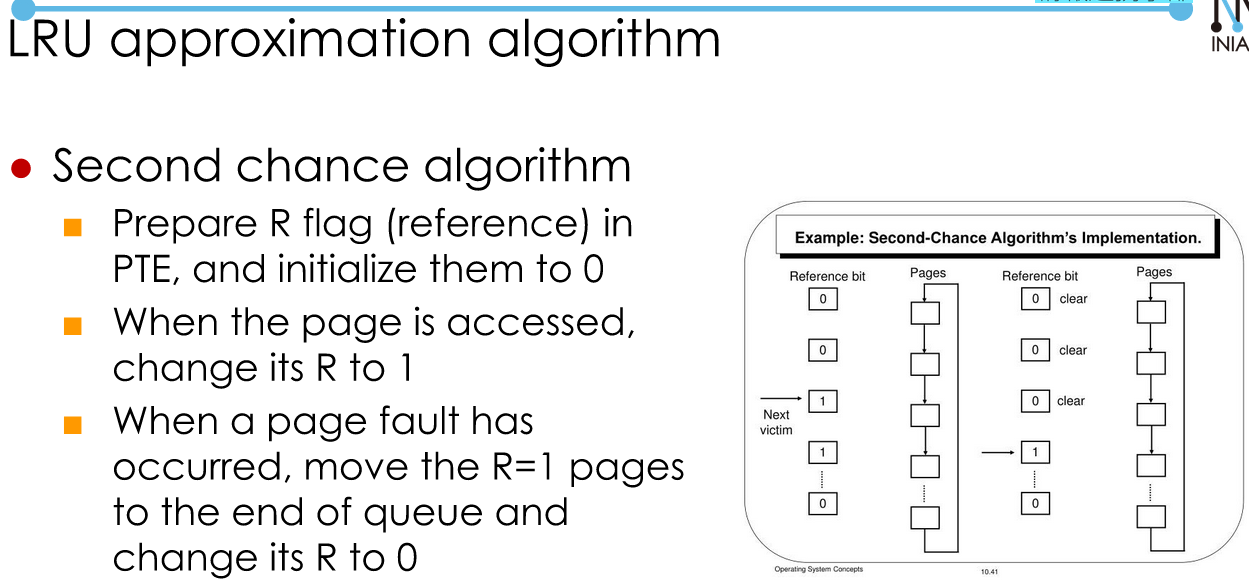 LRU approximation algorithm
INIA
Second chance algorithm
Prepare R flag (reference) in
PTE, and initialize them to 0
When the page is accessed,
change its R to 1
When a page fault has
occurred, move the R=1 pages
to the end of queue and
change its R to 0
Example: Second-Chance Algorithm's Implementation.
Reference bit Pages Reference bit Pages
0 0 clear
0 0 clear
1 0 clear
Next
victim
1 1
0 0
Operating System Concepts 10.41